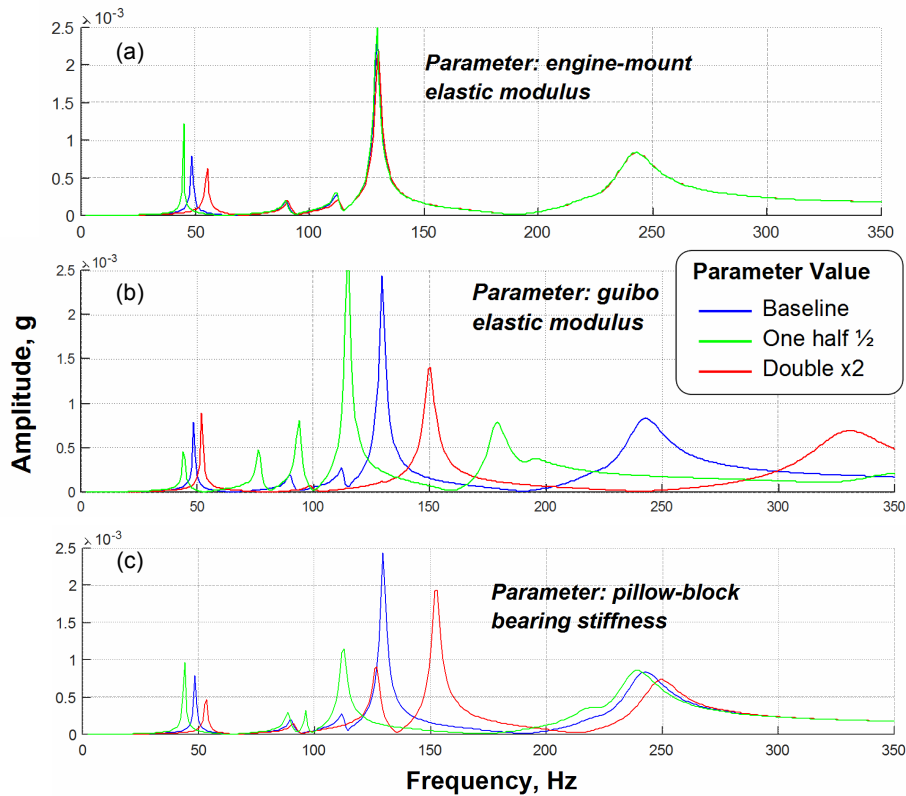 × 10⁻³
2.5
(a)
Parameter: engine-mount
elastic modulus
2
1.5
1
0.5
0
0 50 100 150 200 250 300 350
× 10⁻³
2.5
(b)
Parameter: guibo
elastic modulus
2
1.5
1
0.5
0
0 50 100 150 200 250 300 350
Parameter Value
Baseline
One half ½
Double x2
Amplitude, g
× 10⁻³
2.5
(c)
Parameter: pillow-block
bearing stiffness
2
1.5
1
0.5
0
0 50 100 150 200 250 300 350
Frequency, Hz